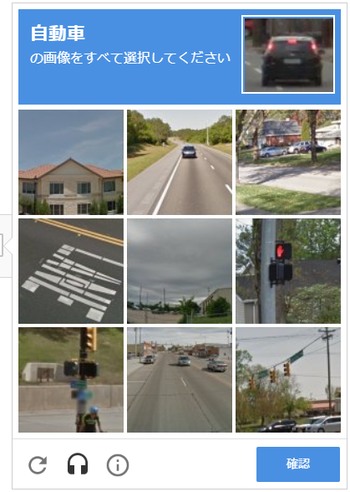 自動車
の画像をすべて選択してください
確認